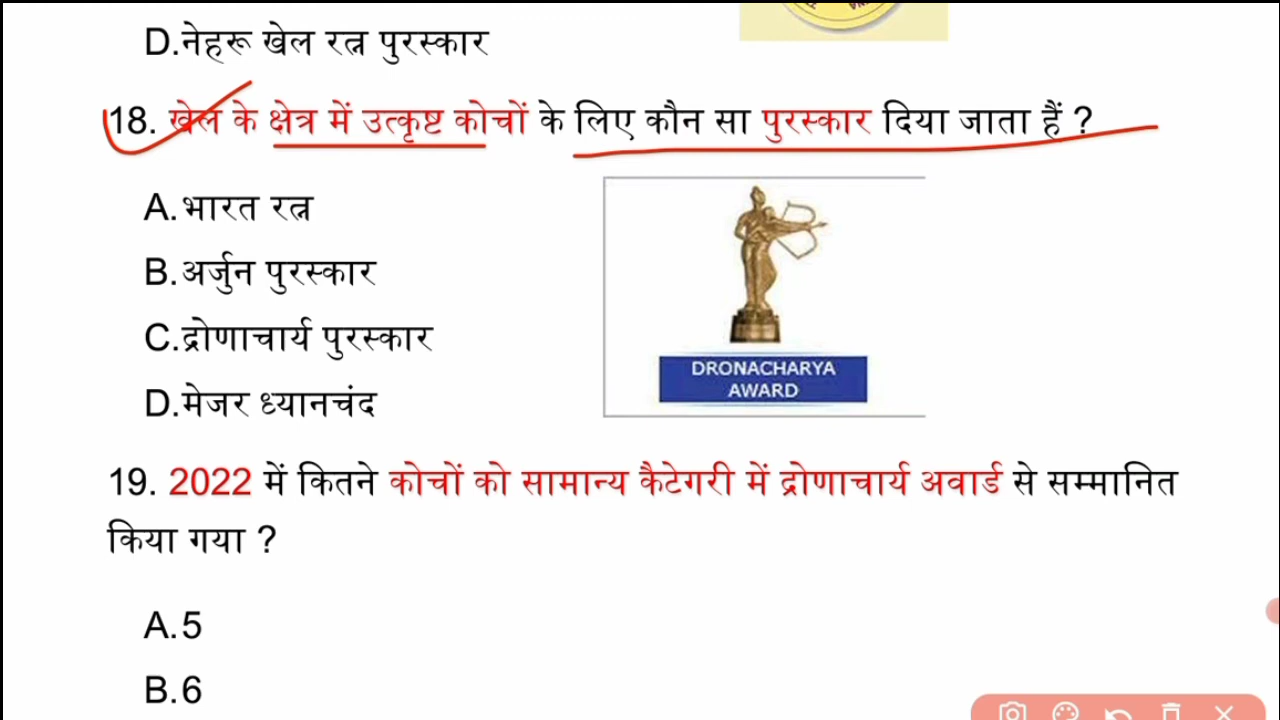 D.नेहरू खेल रत्न पुरस्कार
18. खेल के क्षेत्र में उत्कृष्ट कोचों के लिए कौन सा पुरस्कार दिया जाता हैं ?
A.भारत रत्न
B.अर्जुन पुरस्कार
C.द्रोणाचार्य पुरस्कार
D.मेजर ध्यानचंद
DRONACHARYA
AWARD
19. 2022 में कितने कोचों को सामान्य कैटेगरी में द्रोणाचार्य अवार्ड से सम्मानित
किया गया ?
A.5
B.6